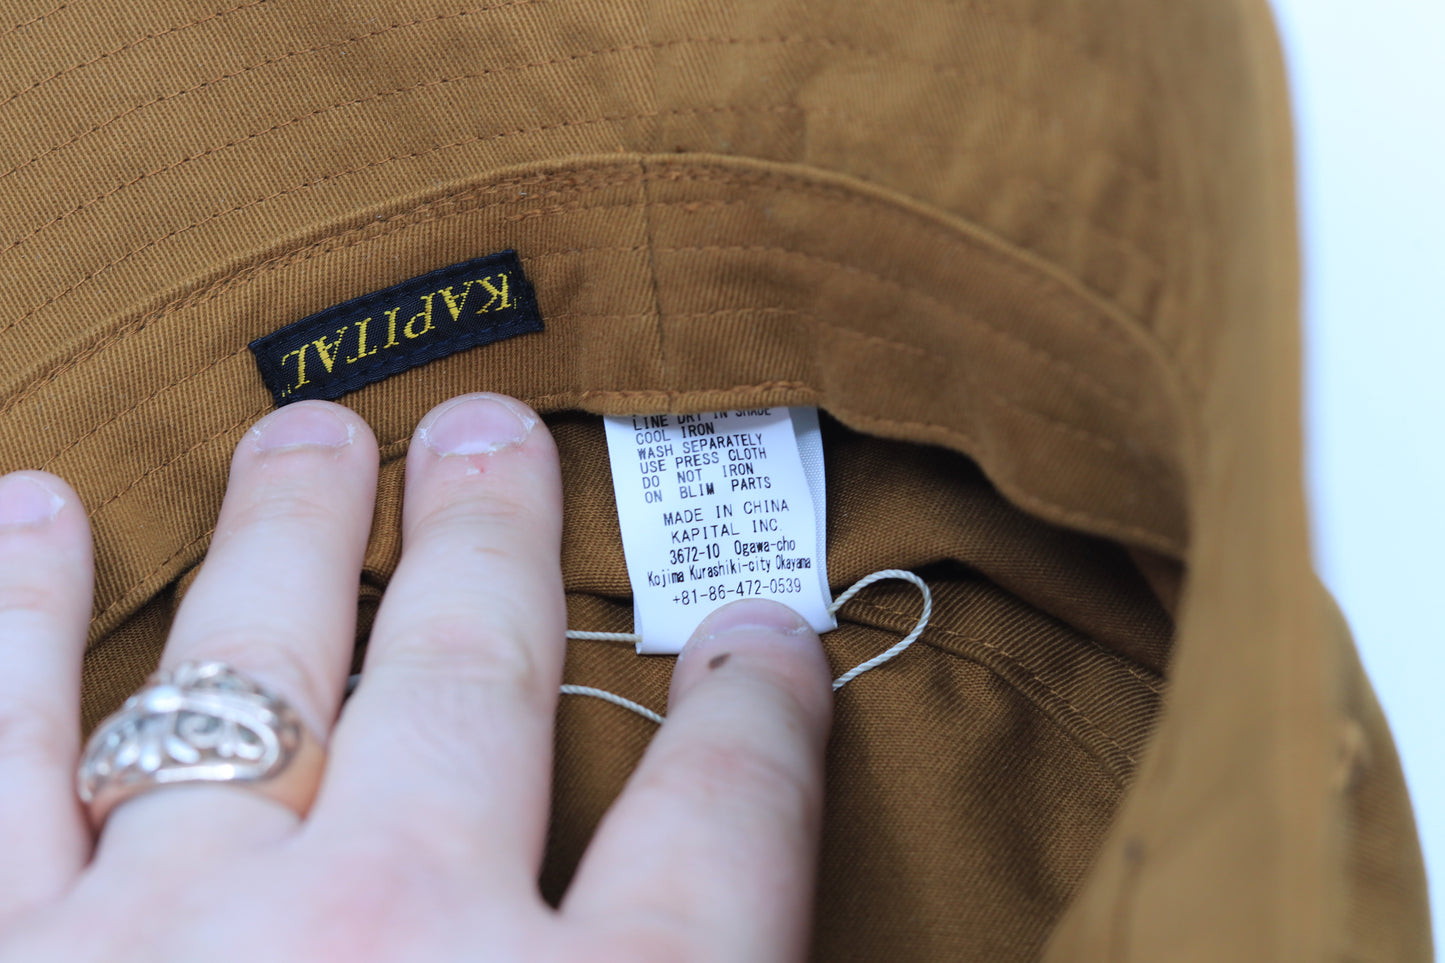 KAPITAL
LINE DRY IN SHADE
COOL IRON
WASH SEPARATELY
USE PRESS CLOTH
DO NOT IRON
ON BLIM PARTS
MADE IN CHINA
KAPITAL INC.
3672-10 Ogawa-cho
Kojima Kurashiki-city Okayama
+81-86-472-0539